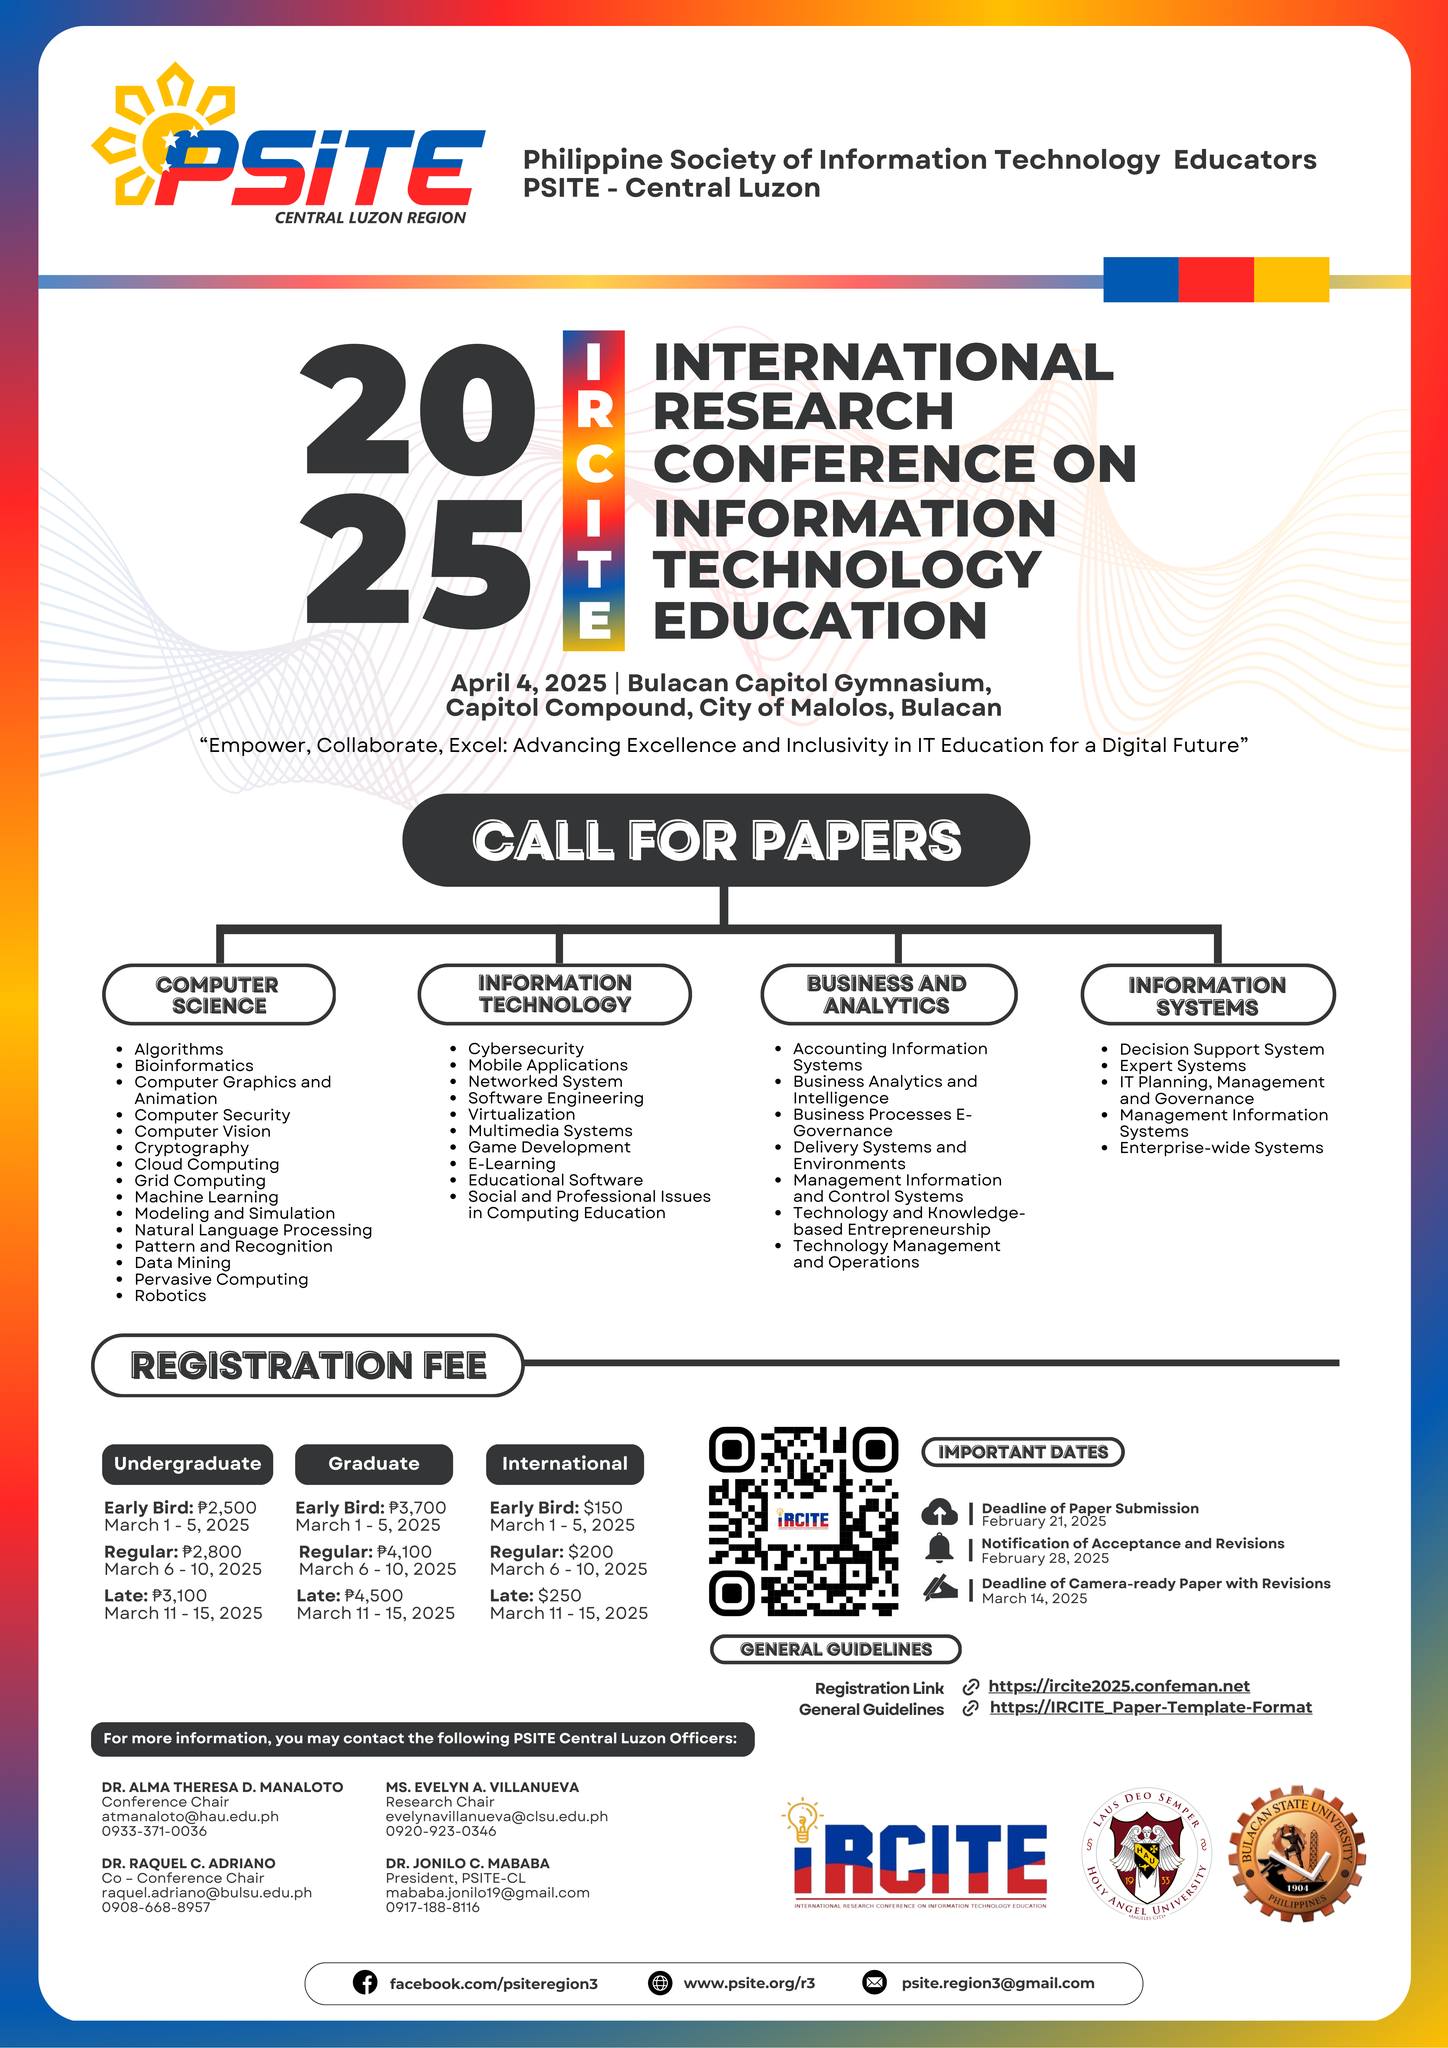 PSiTE
CENTRAL LUZON REGION
Philippine Society of Information Technology Educators
PSITE - Central Luzon
20
25
IRCITE
INTERNATIONAL
RESEARCH
CONFERENCE ON
INFORMATION
TECHNOLOGY
EDUCATION
April 4, 2025 | Bulacan Capitol Gymnasium,
Capitol Compound, City of Malolos, Bulacan
“Empower, Collaborate, Excel: Advancing Excellence and Inclusivity in IT Education for a Digital Future”
CALL FOR PAPERS
COMPUTER
SCIENCE
• Algorithms
• Bioinformatics
• Computer Graphics and
Animation
• Computer Security
• Computer Vision
• Cryptography
• Cloud Computing
• Grid Computing
• Machine Learning
• Modeling and Simulation
• Natural Language Processing
• Pattern and Recognition
• Data Mining
• Pervasive Computing
• Robotics
INFORMATION
TECHNOLOGY
• Cybersecurity
• Mobile Applications
• Networked System
• Software Engineering
• Virtualization
• Multimedia Systems
• Game Development
• E-Learning
• Educational Software
• Social and Professional Issues
in Computing Education
BUSINESS AND
ANALYTICS
• Accounting Information
Systems
• Business Analytics and
Intelligence
• Business Processes E-
Governance
• Delivery Systems and
Environments
• Management Information
and Control Systems
• Technology and Knowledge-
based Entrepreneurship
• Technology Management
and Operations
INFORMATION
SYSTEMS
• Decision Support System
• Expert Systems
• IT Planning, Management
and Governance
• Management Information
Systems
• Enterprise-wide Systems
REGISTRATION FEE
Undergraduate
Early Bird: ₱2,500
March 1 - 5, 2025
Regular: ₱2,800
March 6 - 10, 2025
Late: ₱3,100
March 11 - 15, 2025
Graduate
Early Bird: ₱3,700
March 1 - 5, 2025
Regular: ₱4,100
March 6 - 10, 2025
Late: ₱4,500
March 11 - 15, 2025
International
Early Bird: $150
March 1 - 5, 2025
Regular: $200
March 6 - 10, 2025
Late: $250
March 11 - 15, 2025
iRCITE
IMPORTANT DATES
Deadline of Paper Submission
February 21, 2025
Notification of Acceptance and Revisions
February 28, 2025
Deadline of Camera-ready Paper with Revisions
March 14, 2025
GENERAL GUIDELINES
Registration Link https://ircite2025.confeman.net
General Guidelines https://IRCITE_Paper-Template-Format
For more information, you may contact the following PSITE Central Luzon Officers:
DR. ALMA THERESA D. MANALOTO
Conference Chair
atmanaloto@hau.edu.ph
0933-371-0036
MS. EVELYN A. VILLANUEVA
Research Chair
evelynavillanueva@clsu.edu.ph
0920-923-0346
DR. RAQUEL C. ADRIANO
Co – Conference Chair
raquel.adriano@bulsu.edu.ph
0908-668-8957
DR. JONILO C. MABABA
President, PSITE-CL
mababa.jonilo19@gmail.com
0917-188-8116
iRCITE
INTERNATIONAL RESEARCH CONFERENCE ON INFORMATION TECHNOLOGY EDUCATION
LAUS DEO SEMPER
HAU
1933
HOLY ANGEL UNIVERSITY
ANGELES CITY
BULACAN STATE UNIVERSITY
1904
PHILIPPINES
facebook.com/psiteregion3
www.psite.org/r3
psite.region3@gmail.com